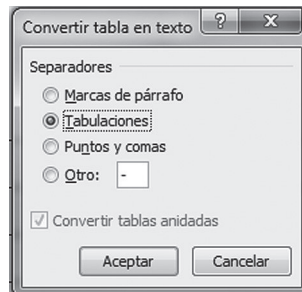 Convertir tabla en texto
Separadores
Marcas de párrafo
Tabulaciones
Puntos y comas
Otro: -
Convertir tablas anidadas
Aceptar Cancelar